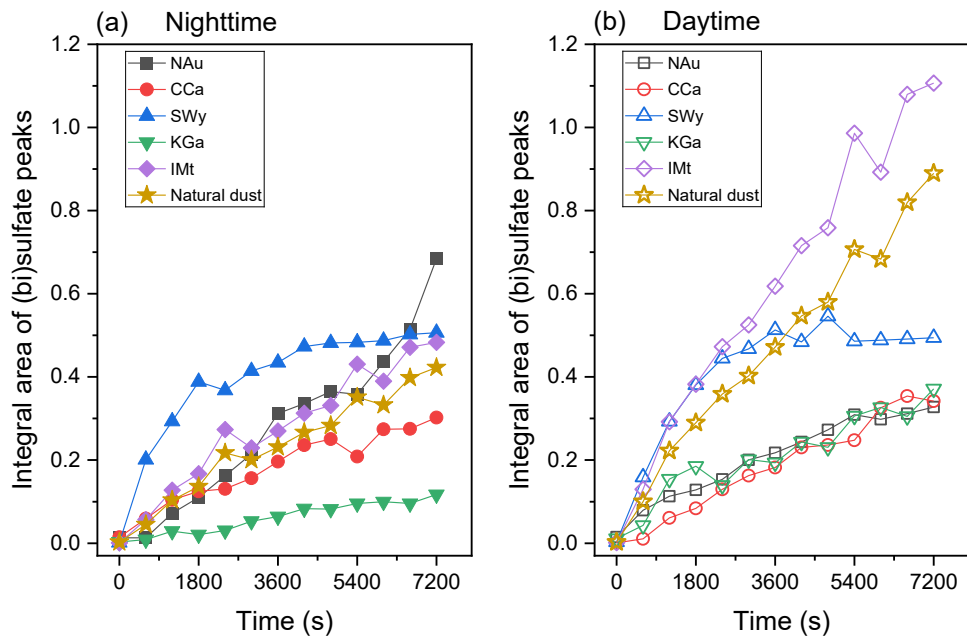 (a) Nighttime
Integral area of (bi)sulfate peaks
1.2
1.0
0.8
0.6
0.4
0.2
0.0
NAu
CCa
SWy
KGa
IMt
Natural dust
0 1800 3600 5400 7200
Time (s)
(b) Daytime
Integral area of (bi)sulfate peaks
1.2
1.0
0.8
0.6
0.4
0.2
0.0
NAu
CCa
SWy
KGa
IMt
Natural dust
0 1800 3600 5400 7200
Time (s)